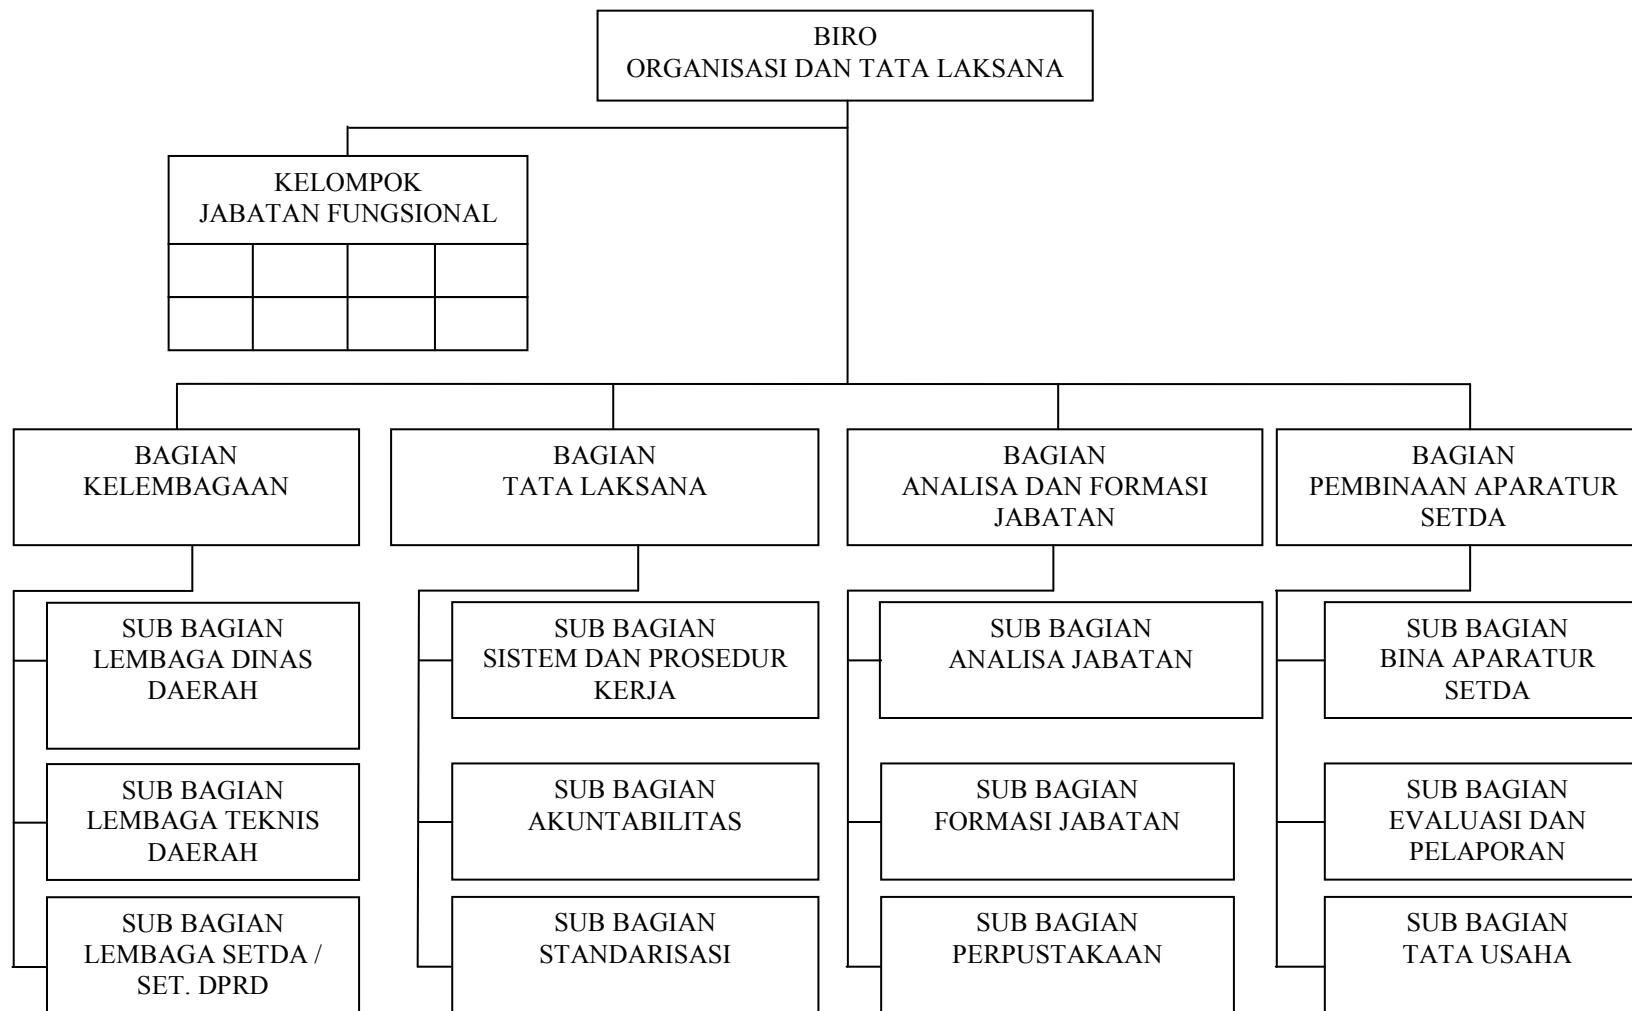 BIRO
ORGANISASI DAN TATA LAKSANA
KELOMPOK
JABATAN FUNGSIONAL
BAGIAN
KELEMBAGAAN
BAGIAN
TATA LAKSANA
BAGIAN
ANALISA DAN FORMASI
JABATAN
BAGIAN
PEMBINAAN APARATUR
SETDA
SUB BAGIAN
LEMBAGA DINAS
DAERAH
SUB BAGIAN
SISTEM DAN PROSEDUR
KERJA
SUB BAGIAN
ANALISA JABATAN
SUB BAGIAN
BINA APARATUR
SETDA
SUB BAGIAN
LEMBAGA TEKNIS
DAERAH
SUB BAGIAN
AKUNTABILITAS
SUB BAGIAN
FORMASI JABATAN
SUB BAGIAN
EVALUASI DAN
PELAPORAN
SUB BAGIAN
LEMBAGA SETDA /
SET. DPRD
SUB BAGIAN
STANDARISASI
SUB BAGIAN
PERPUSTAKAAN
SUB BAGIAN
TATA USAHA